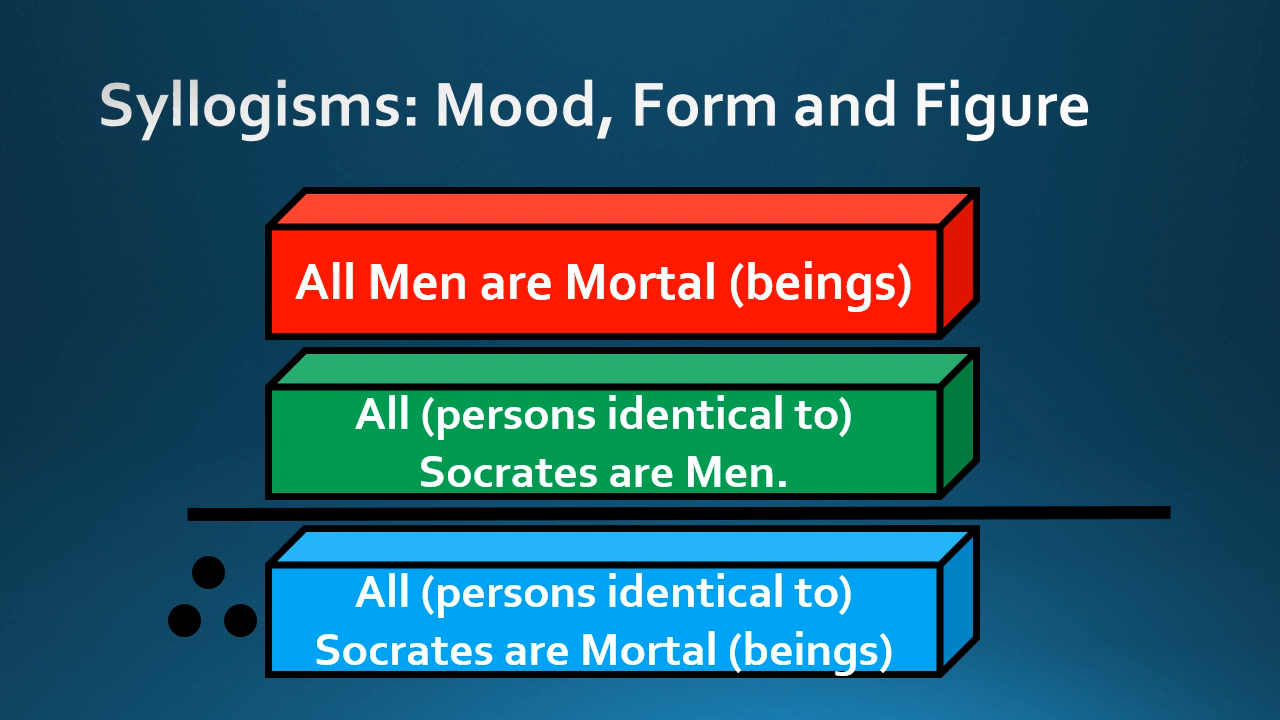 Syllogisms: Mood, Form and Figure
All Men are Mortal (beings)
All (persons identical to)
Socrates are Men.
All (persons identical to)
Socrates are Mortal (beings)